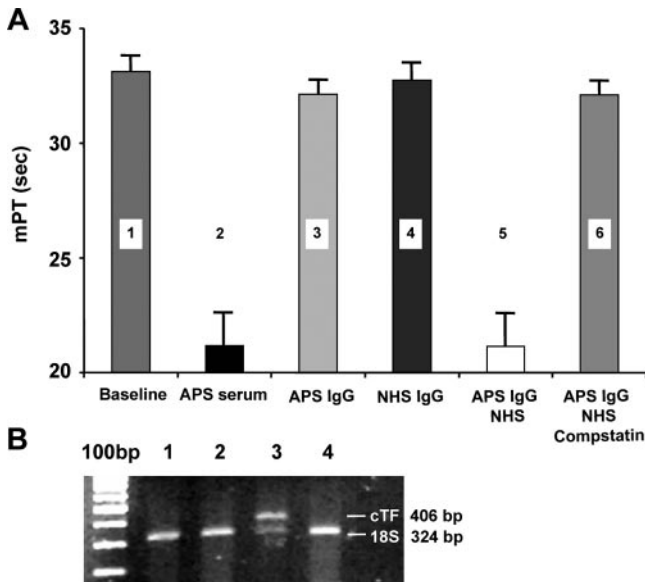 A
mPT (sec)
35
30
25
20
1
2
3
4
5
6
Baseline
APS serum
APS IgG
NHS IgG
APS IgG
NHS
APS IgG
NHS
Compstatin
B
100bp 1 2 3 4
cTF 406 bp
18S 324 bp